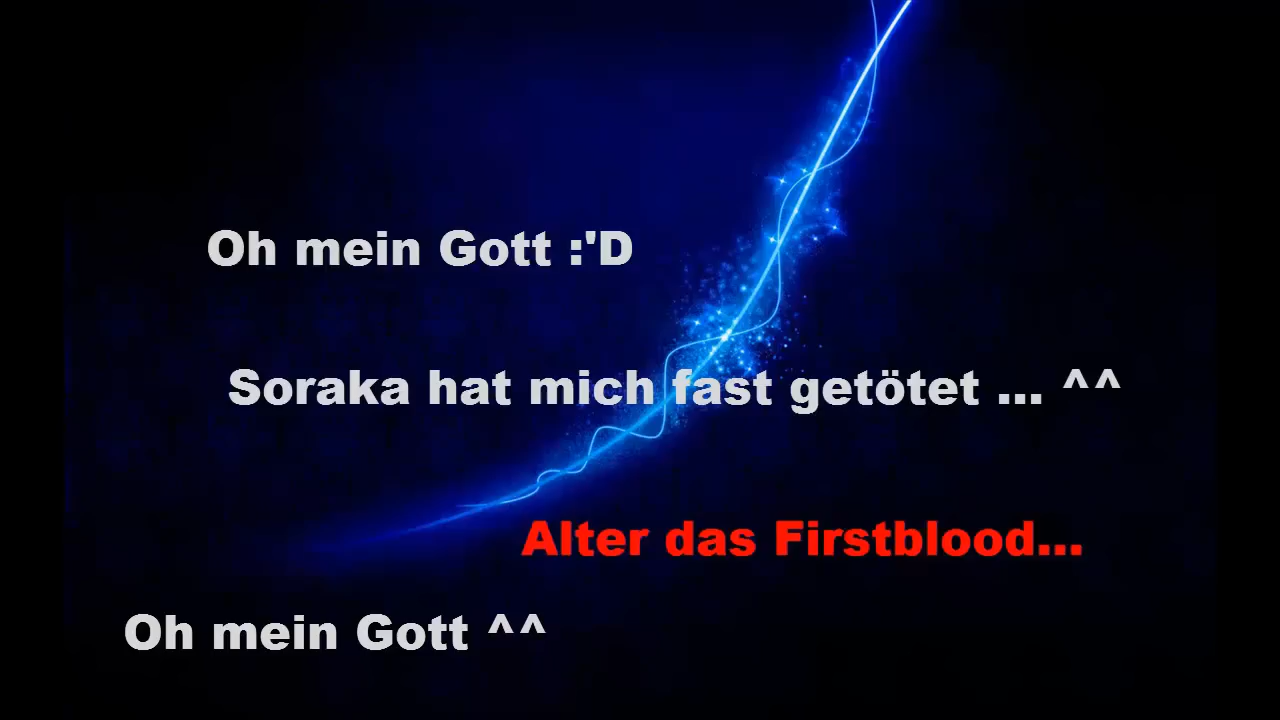 Oh mein Gott :'D
Soraka hat mich fast getötet ... ^^
Alter das Firstblood...
Oh mein Gott ^^